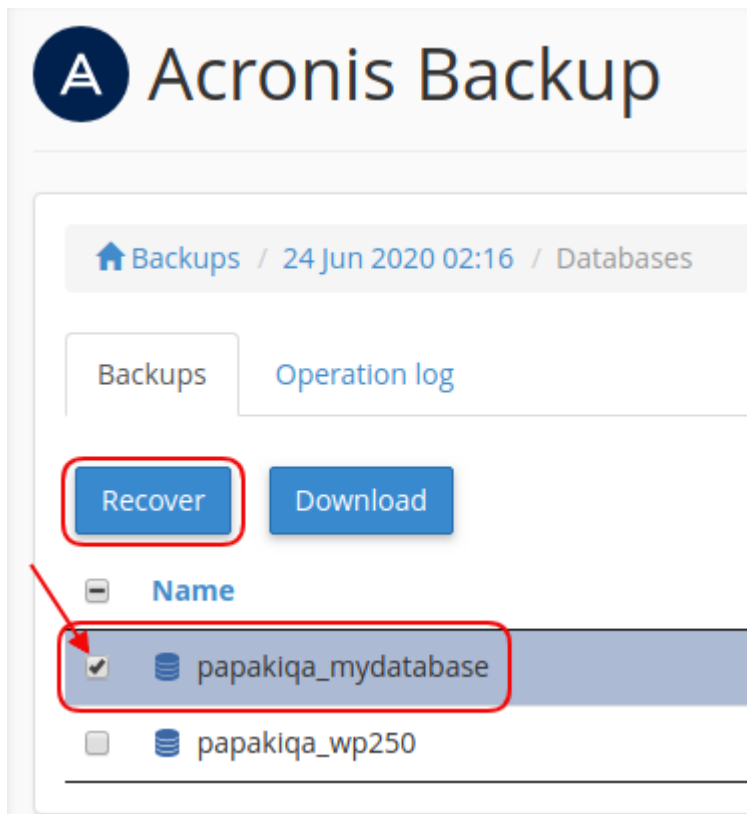 Acronis Backup
Backups / 24 Jun 2020 02:16 / Databases
Backups Operation log
Recover Download
Name
papakiqa_mydatabase
papakiqa_wp250